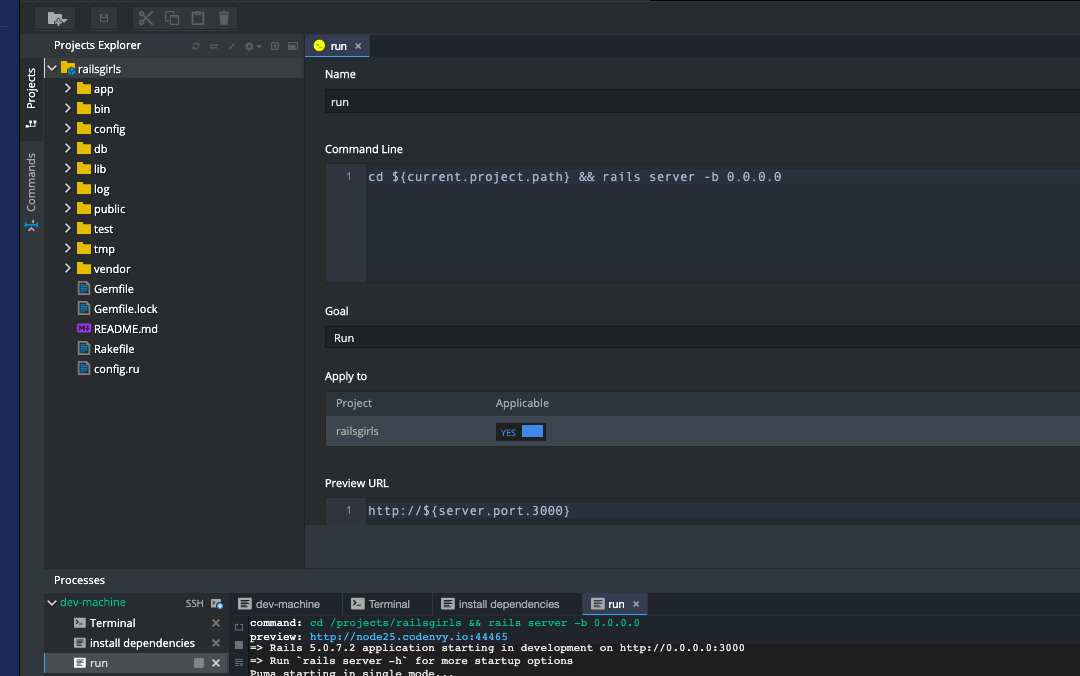 Projects Explorer
Projects
Commands
railsgirls
app
bin
config
db
lib
log
public
test
tmp
vendor
Gemfile
Gemfile.lock
README.md
Rakefile
config.ru
run
Name
run
Command Line
1 cd ${current.project.path} && rails server -b 0.0.0.0
Goal
Run
Apply to
Project Applicable
railsgirls YES
Preview URL
1 http://${server.port.3000}
Processes
dev-machine SSH
Terminal
install dependencies
run
dev-machine Terminal install dependencies run
command: cd /projects/railsgirls && rails server -b 0.0.0.0
preview: http://node25.codenvy.io:44465
=> Rails 5.0.7.2 application starting in development on http://0.0.0.0:3000
=> Run `rails server -h` for more startup options
Puma starting in single mode...